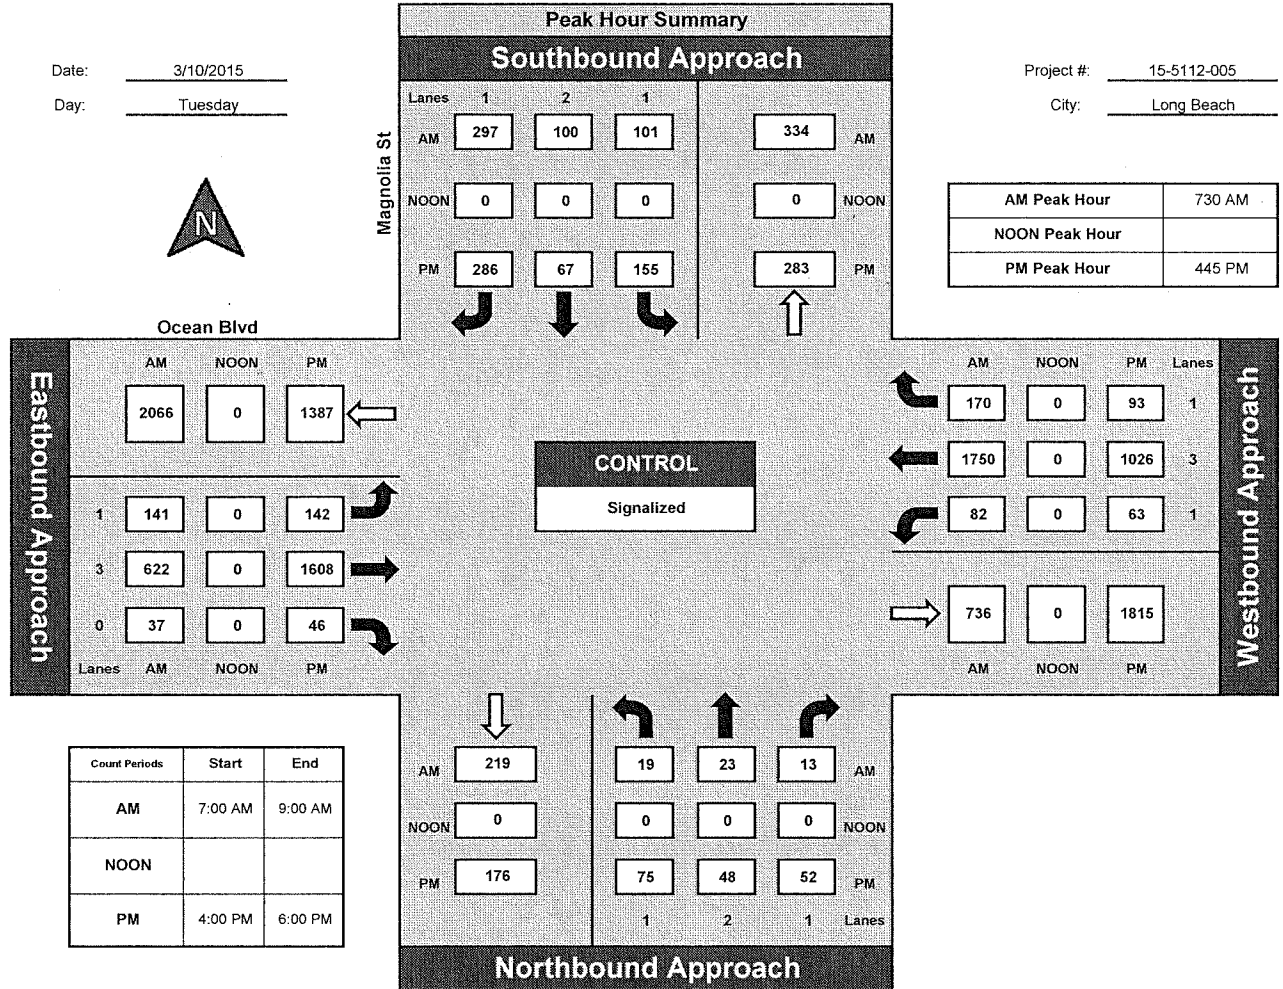 Peak Hour Summary
Southbound Approach
Date: 3/10/2015
Day: Tuesday
Project #: 15-5112-005
City: Long Beach
Magnolia St
Lanes 1 2 1
AM 297 100 101 334 AM
NOON 0 0 0 0 NOON
PM 286 67 155 283 PM
N
AM Peak Hour 730 AM
NOON Peak Hour
PM Peak Hour 445 PM
Ocean Blvd
Eastbound Approach
AM NOON PM
2066 0 1387
1 141 0 142
3 622 0 1608
0 37 0 46
Lanes AM NOON PM
CONTROL
Signalized
AM NOON PM Lanes
170 0 93 1
1750 0 1026 3
82 0 63 1
736 0 1815
AM NOON PM
Westbound Approach
Count Periods Start End
AM 7:00 AM 9:00 AM
NOON
PM 4:00 PM 6:00 PM
AM 219 19 23 13 AM
NOON 0 0 0 0 NOON
PM 176 75 48 52 PM
1 2 1 Lanes
Northbound Approach